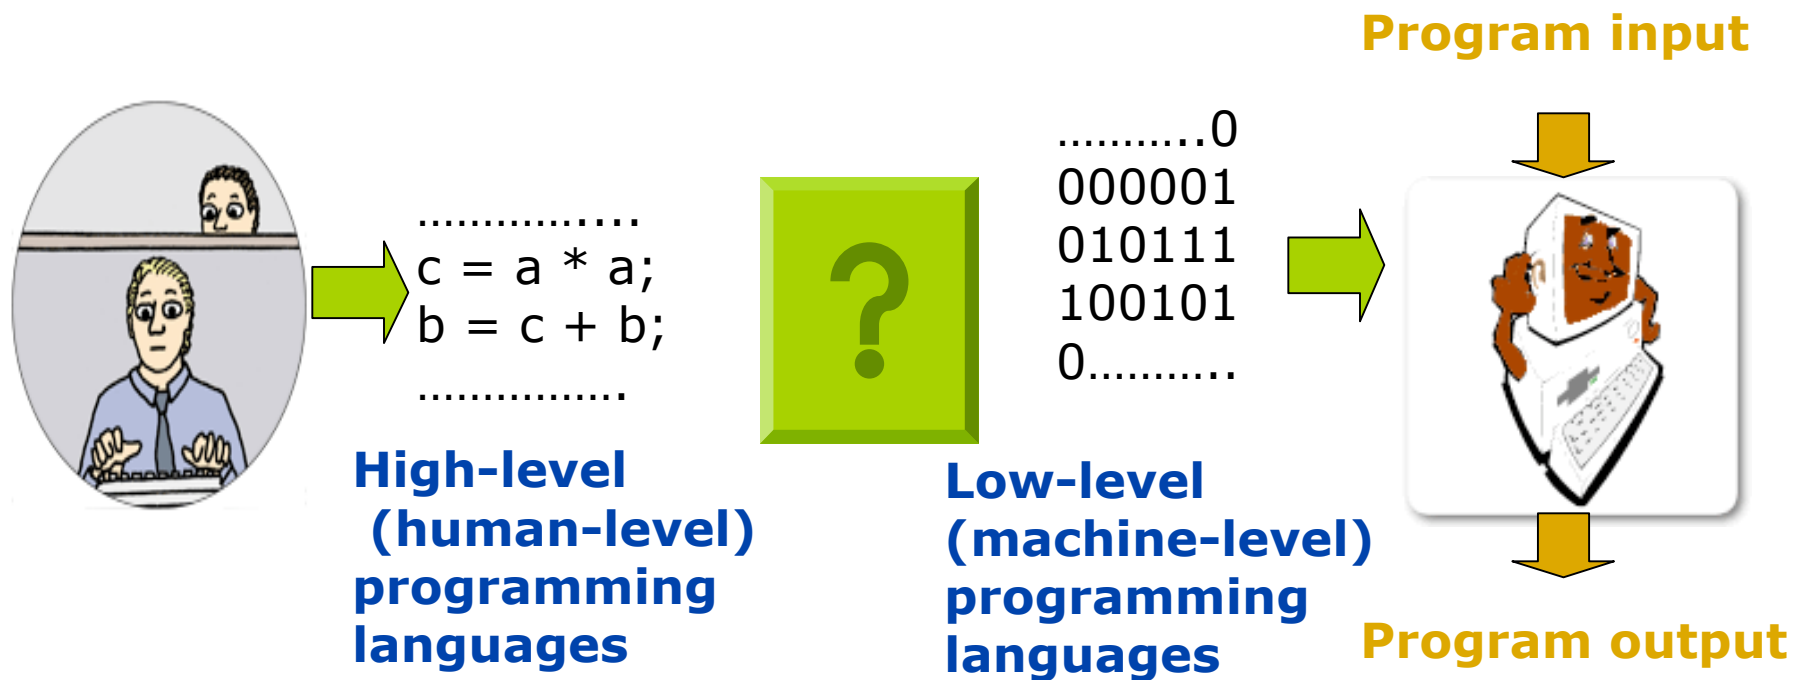 ………….…
c = a * a;
b = c + b;
…………….
?
High-level
(human-level)
programming
languages
………..0
000001
010111
100101
0………..
Low-level
(machine-level)
programming
languages
Program input
Program output